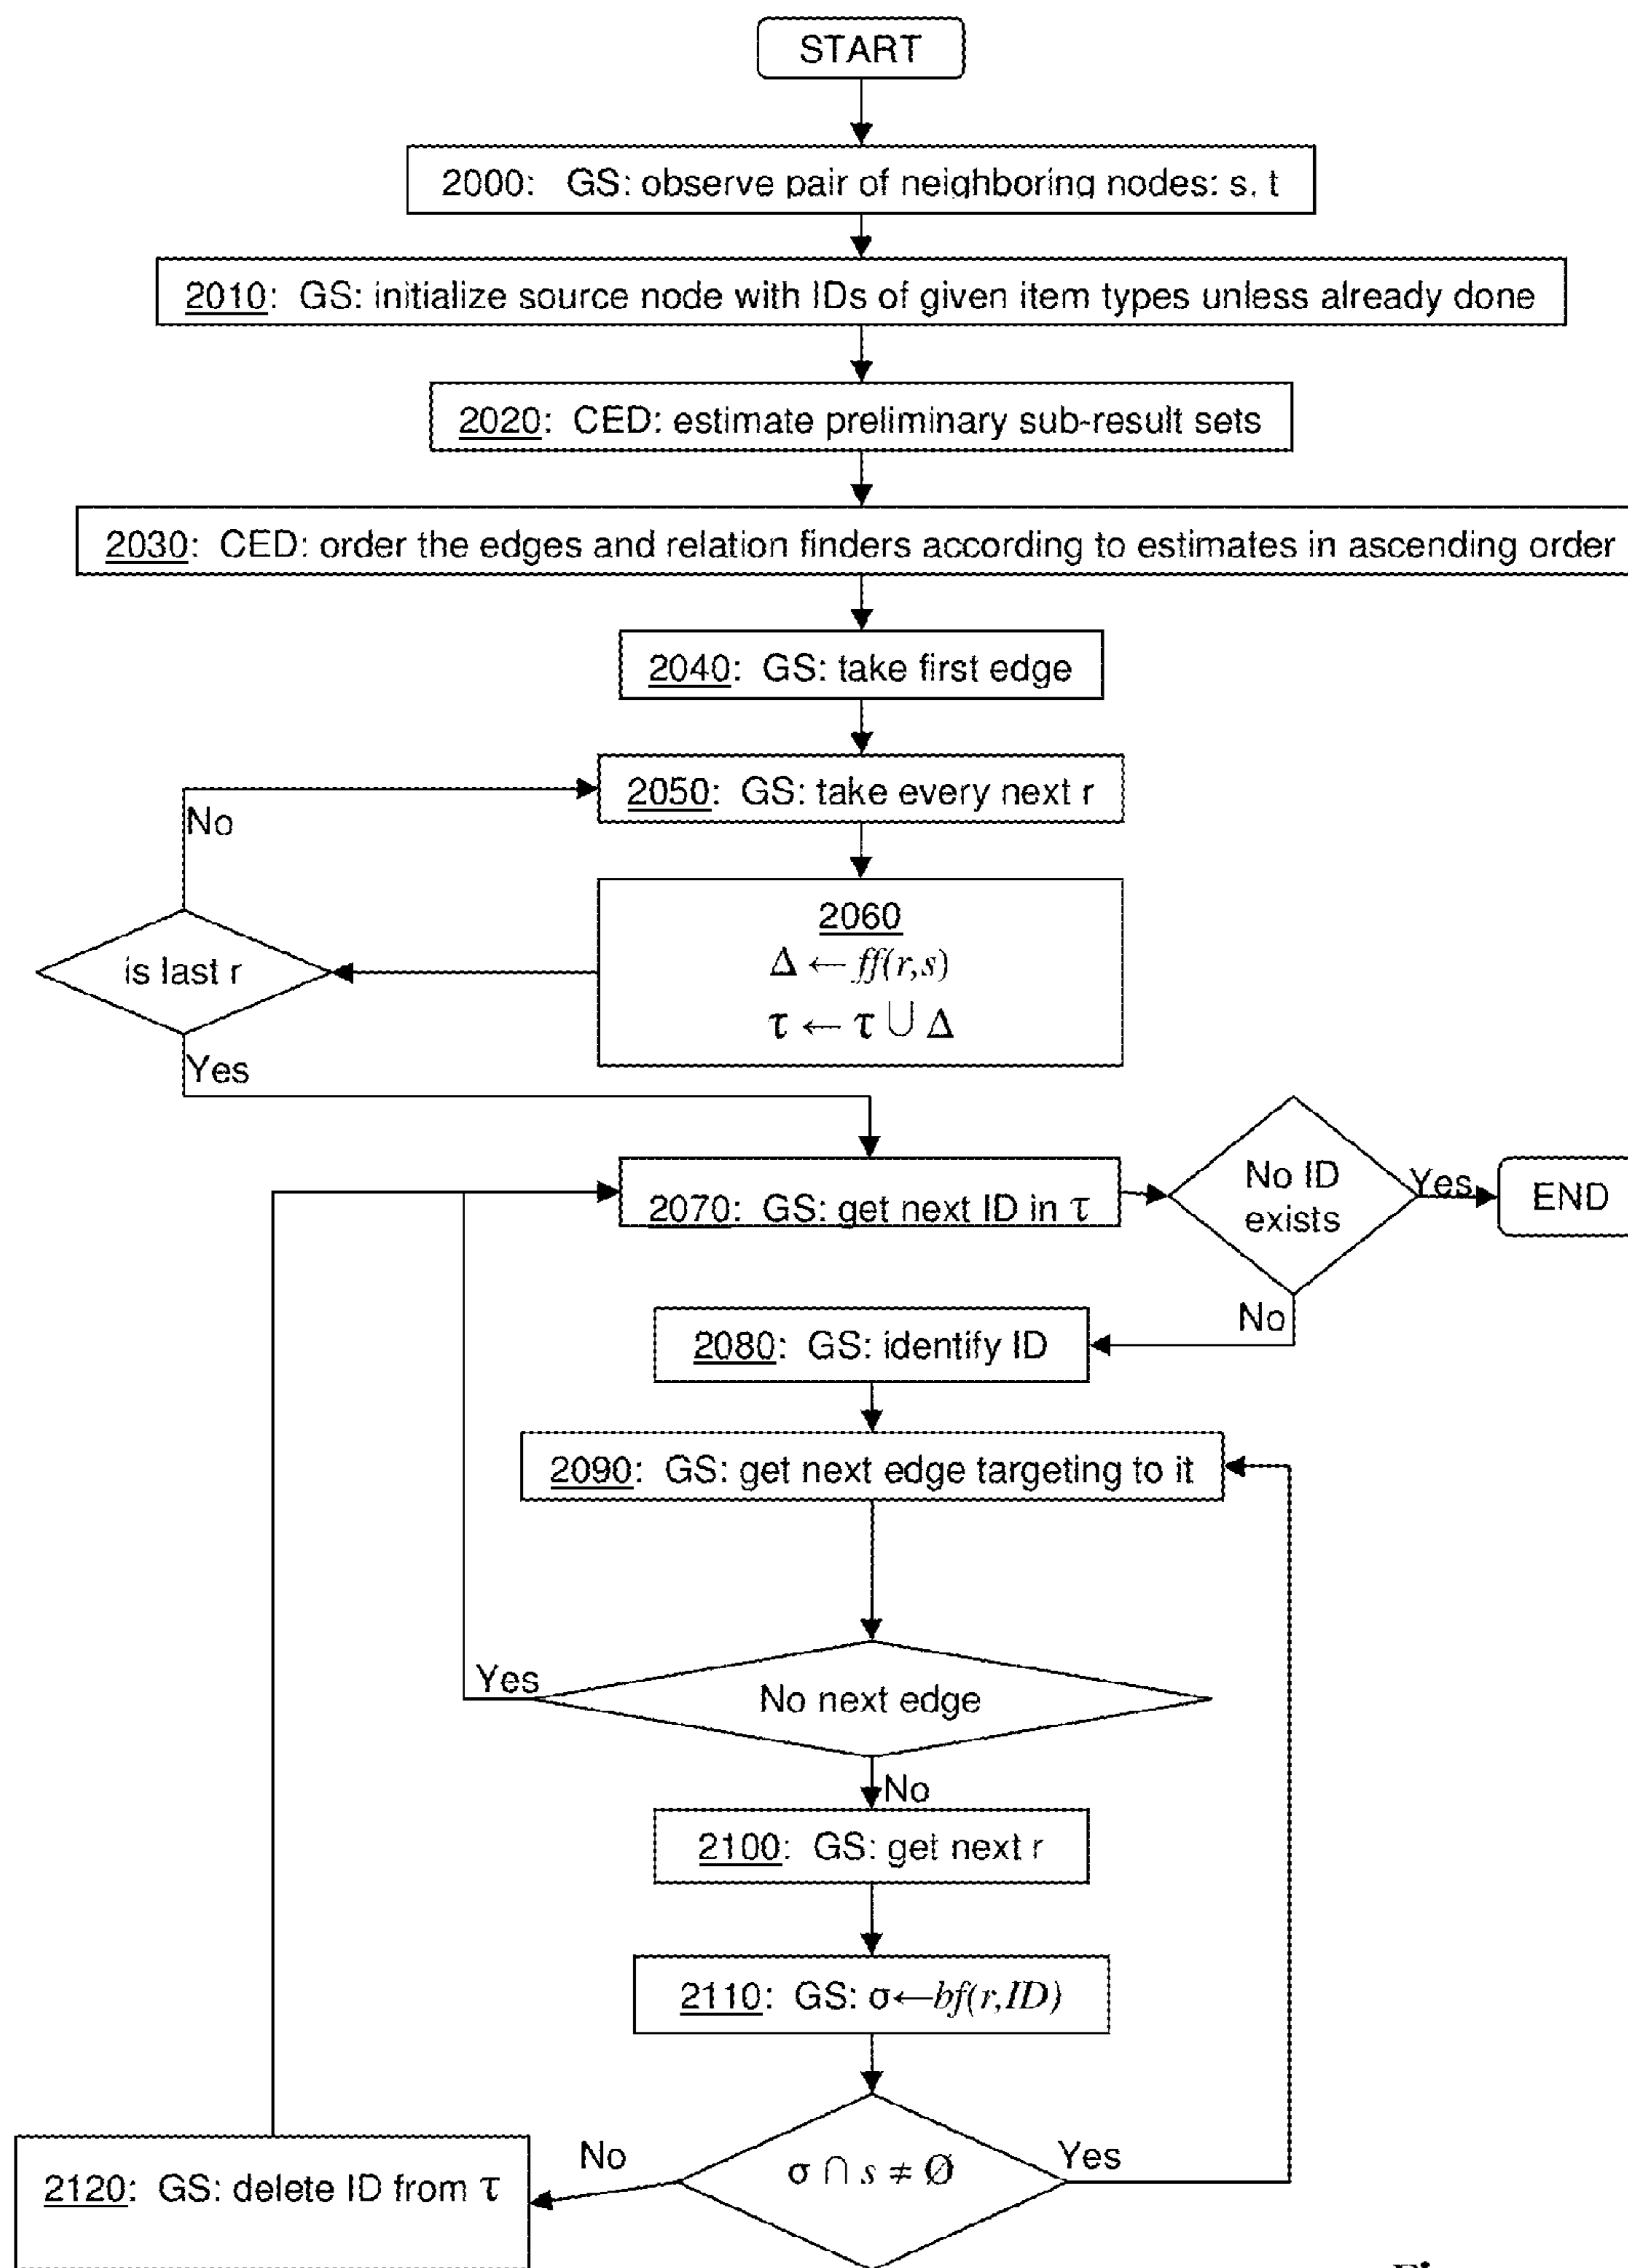 START
2000: GS: observe pair of neighboring nodes: s, t
2010: GS: initialize source node with IDs of given item types unless already done
2020: CED: estimate preliminary sub-result sets
2030: CED: order the edges and relation finders according to estimates in ascending order
2040: GS: take first edge
2050: GS: take every next r
No
2060
Δ ← ff(r,s)
τ ← τ ∪ Δ
is last r
Yes
2070: GS: get next ID in τ
No ID
exists
Yes
END
No
2080: GS: identify ID
2090: GS: get next edge targeting to it
Yes
No next edge
No
2100: GS: get next r
2110: GS: σ←bf(r,ID)
No
σ ∩ s ≠ Ø
Yes
2120: GS: delete ID from τ